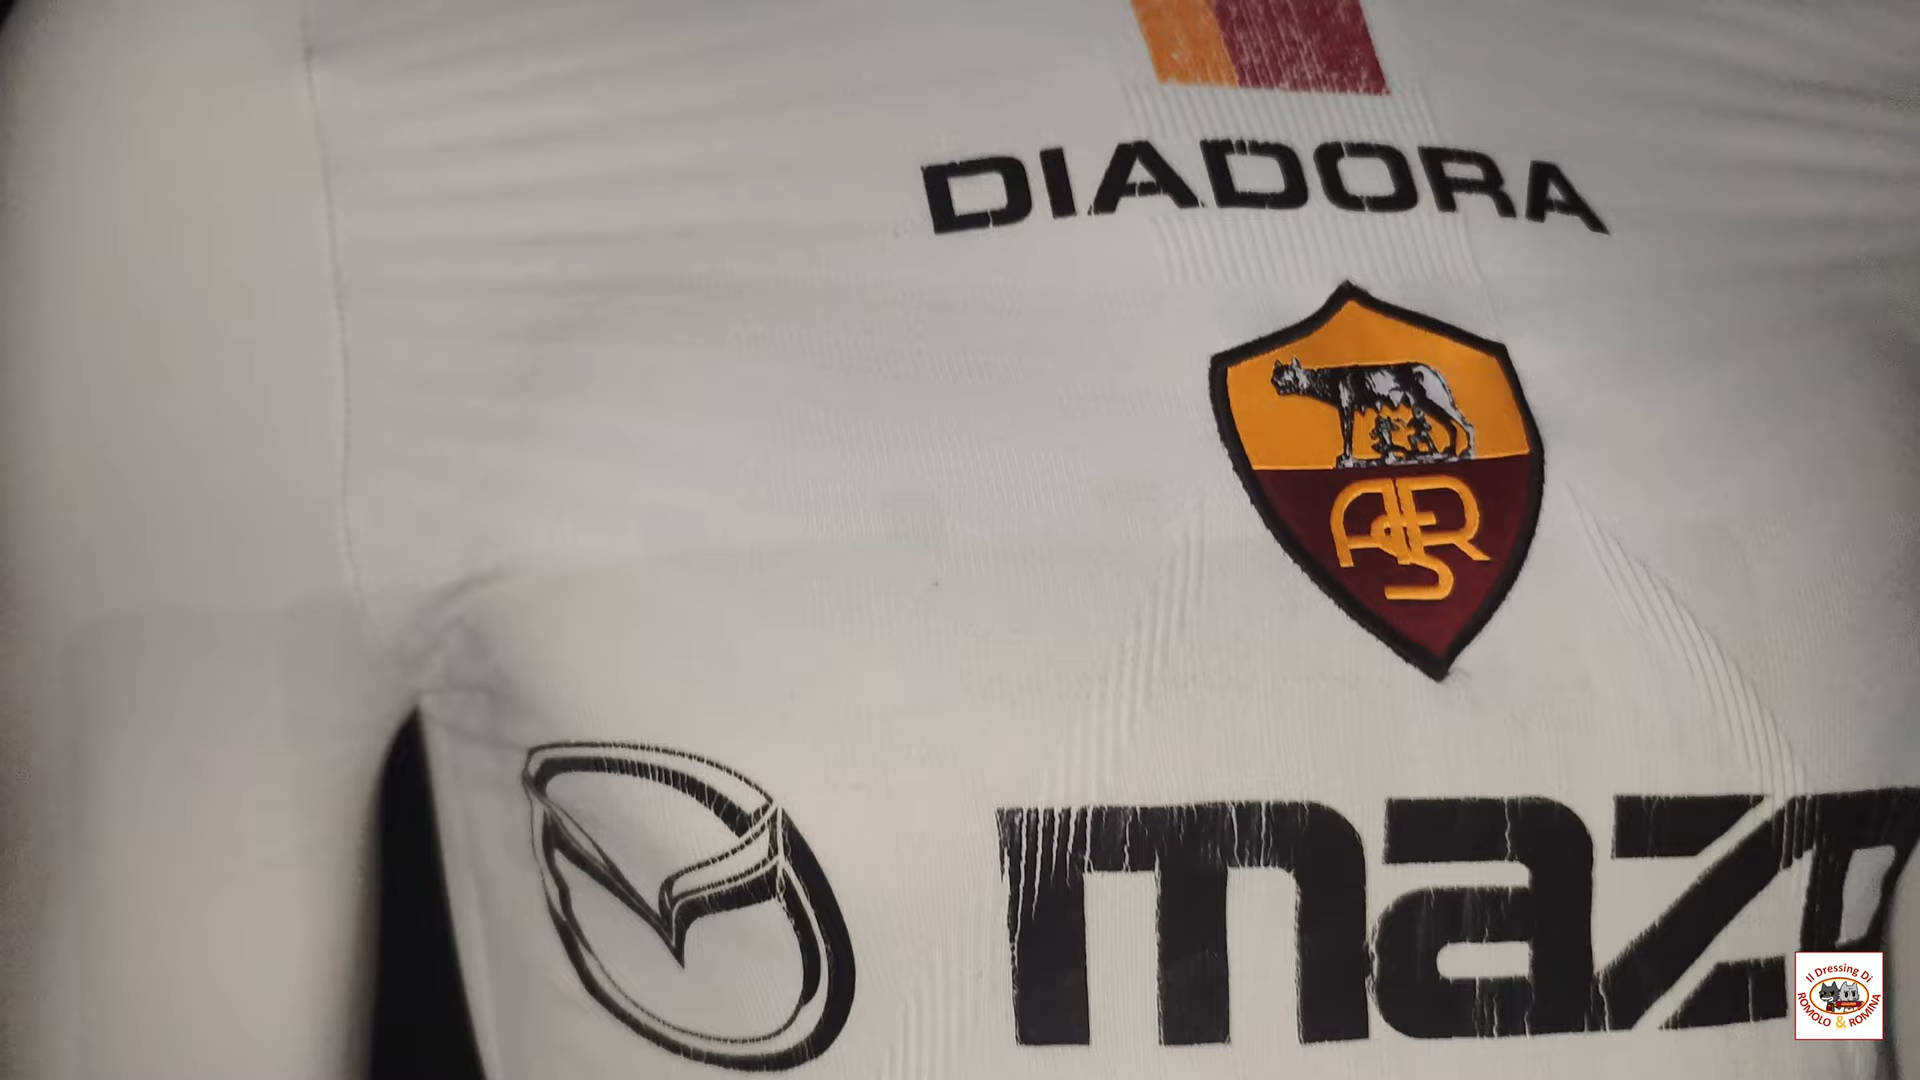 DIADORA
ASR
maz
Il Dressing Di
ROMOLO & ROMINA